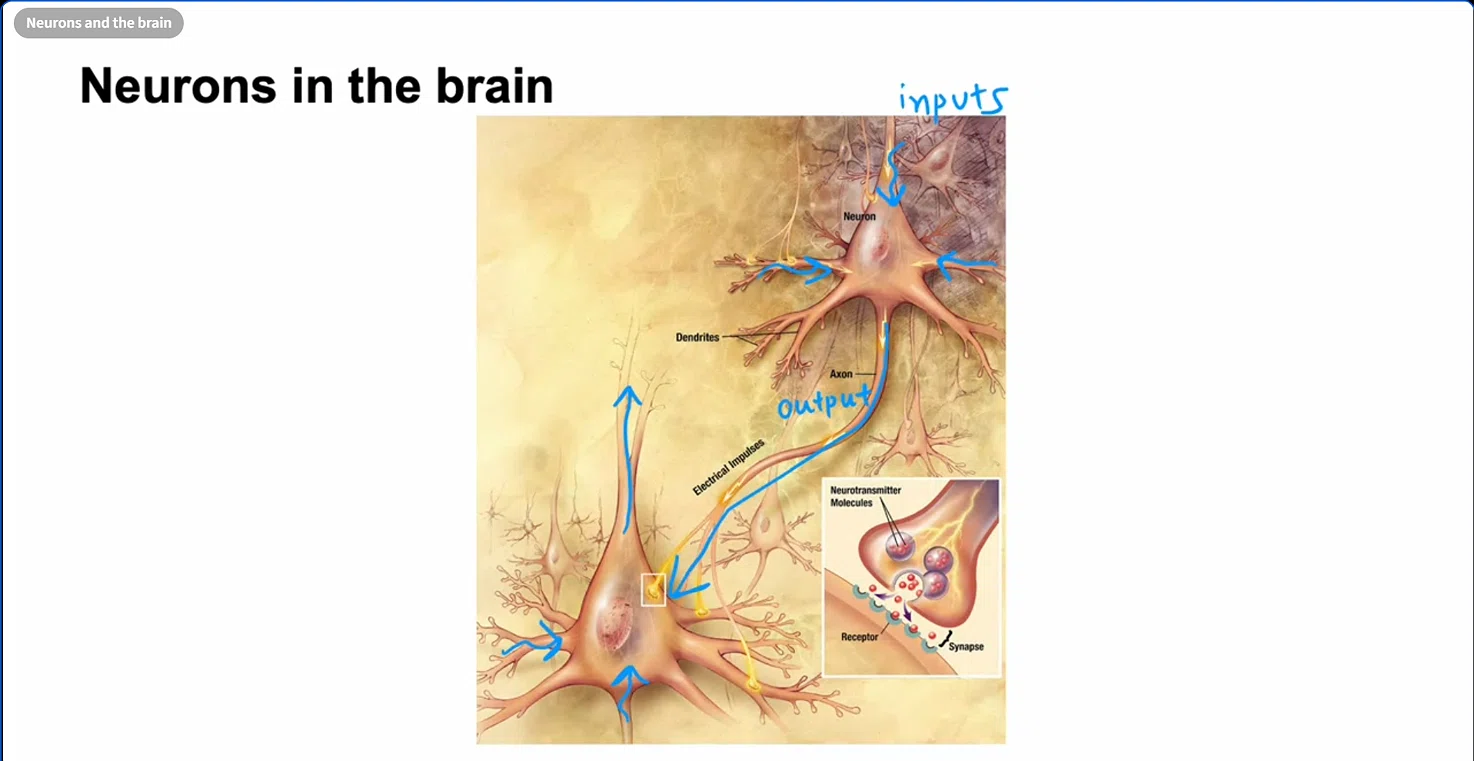 Neurons and the brain
Neurons in the brain
inputs
Neuron
Dendrites
Axon
output
Electrical Impulses
Neurotransmitter
Molecules
Receptor
Synapse